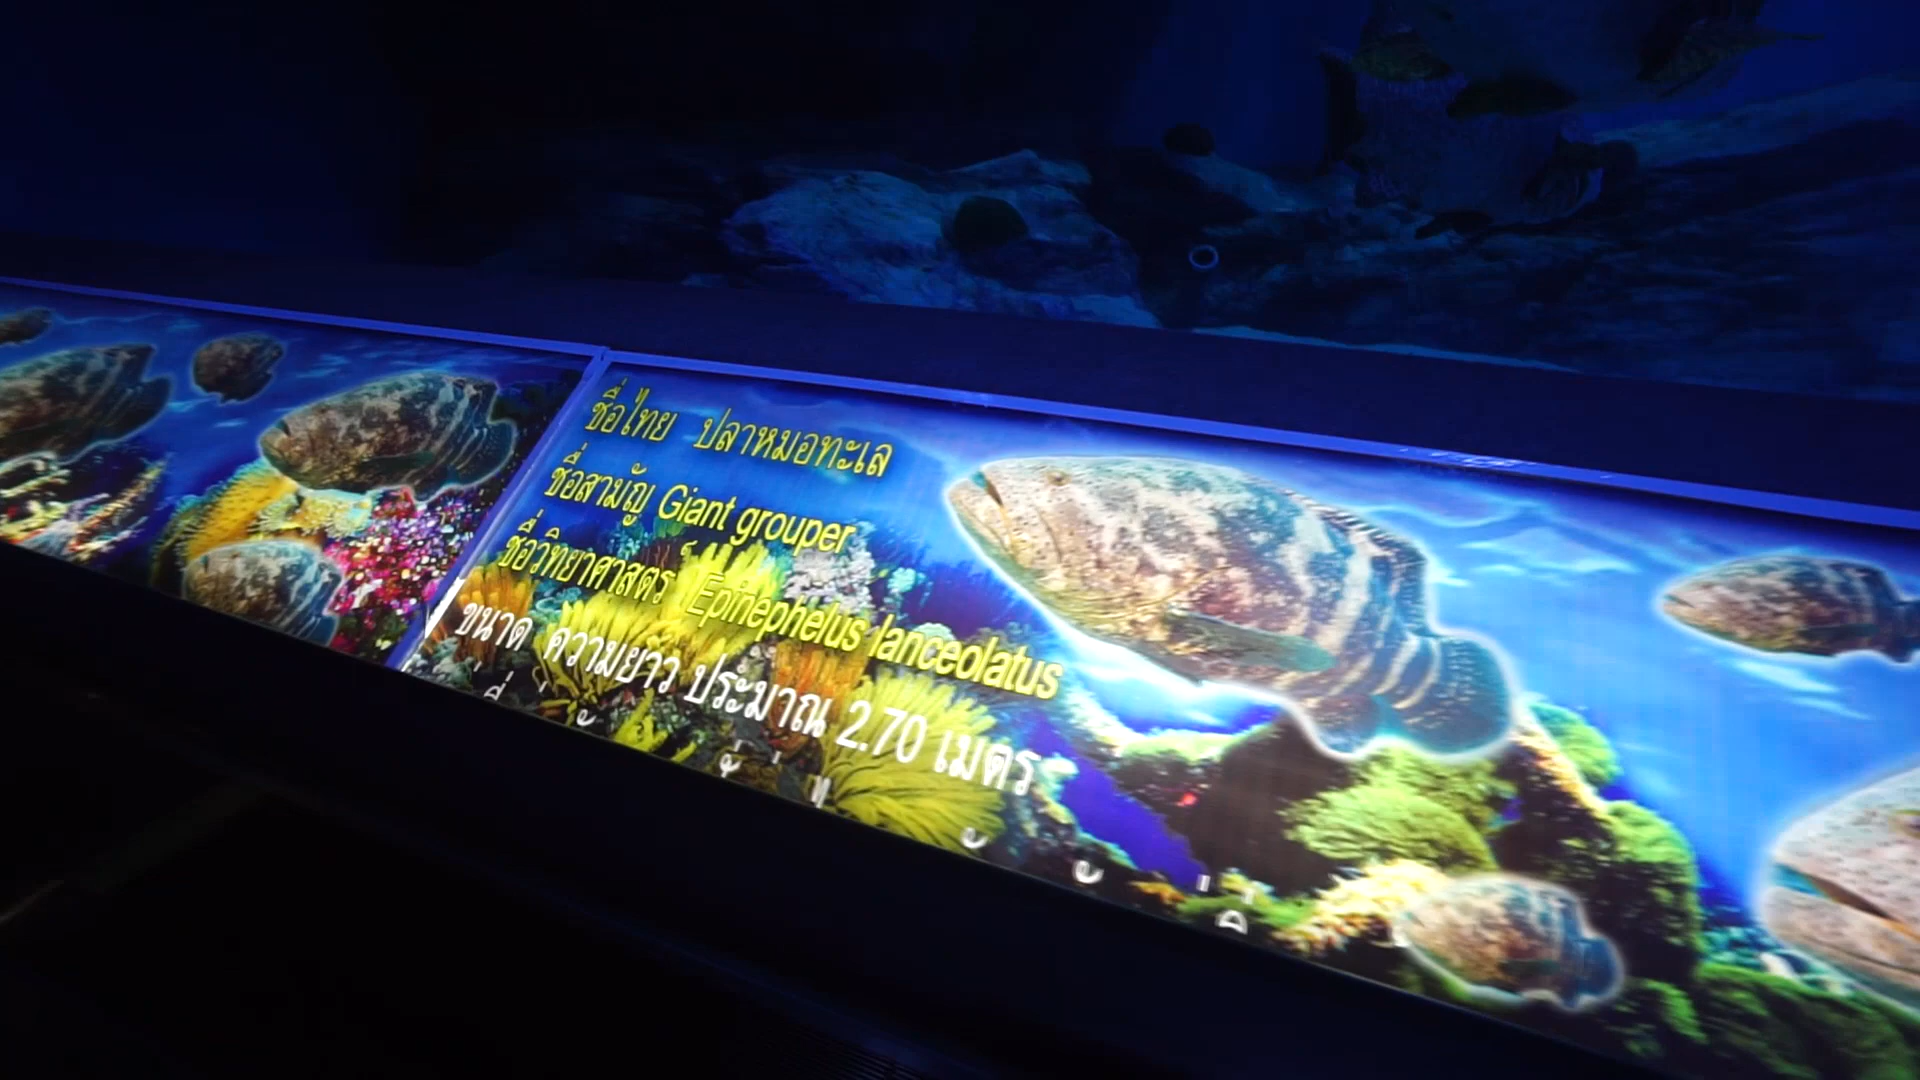 ชื่อไทย ปลาหมอทะเล
ชื่อสามัญ Giant grouper
ชื่อวิทยาศาสตร์ Epinephelus lanceolatus
ขนาด ความยาว ประมาณ 2.70 เมตร